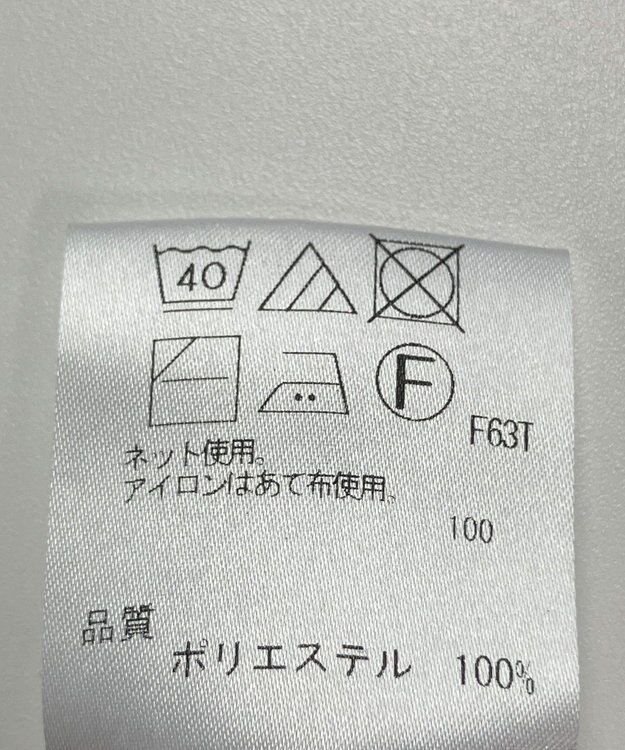 40
F
F63T
ネット使用。
アイロンはあて布使用。
100
品質
ポリエステル 100%